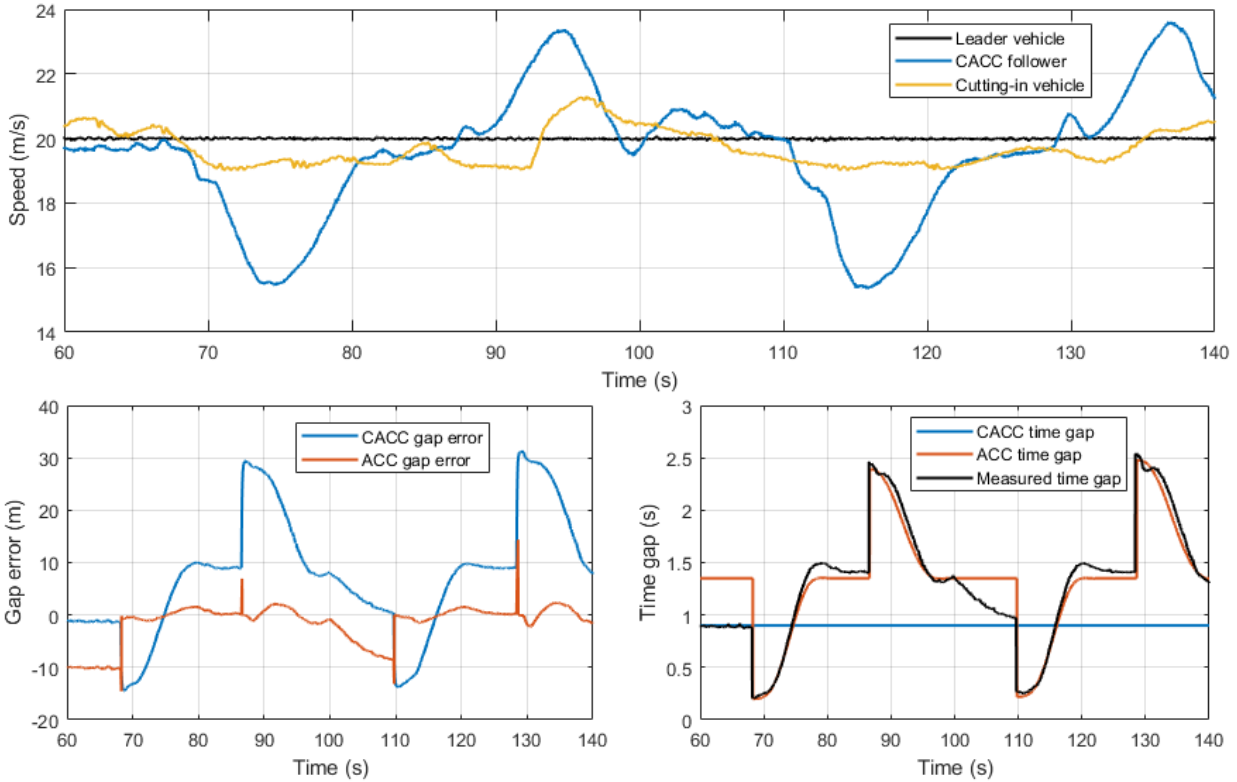 24
22
20
18
16
14
Speed (m/s)
Leader vehicle
CACC follower
Cutting-in vehicle
60 70 80 90 100 110 120 130 140
Time (s)
40
30
20
10
0
-10
-20
Gap error (m)
CACC gap error
ACC gap error
60 70 80 90 100 110 120 130 140
Time (s)
3
2.5
2
1.5
1
0.5
0
Time gap (s)
CACC time gap
ACC time gap
Measured time gap
60 70 80 90 100 110 120 130 140
Time (s)